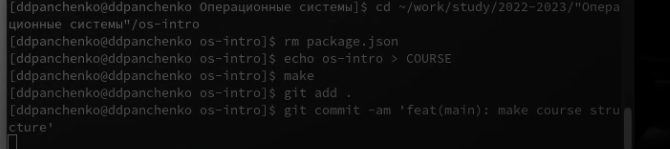 [ddpanchenko@ddpanchenko Операционные системы]$ cd ~/work/study/2022-2023/"Опера
ционные системы"/os-intro
[ddpanchenko@ddpanchenko os-intro]$ rm package.json
[ddpanchenko@ddpanchenko os-intro]$ echo os-intro > COURSE
[ddpanchenko@ddpanchenko os-intro]$ make
[ddpanchenko@ddpanchenko os-intro]$ git add .
[ddpanchenko@ddpanchenko os-intro]$ git commit -am 'feat(main): make course stru
cture'